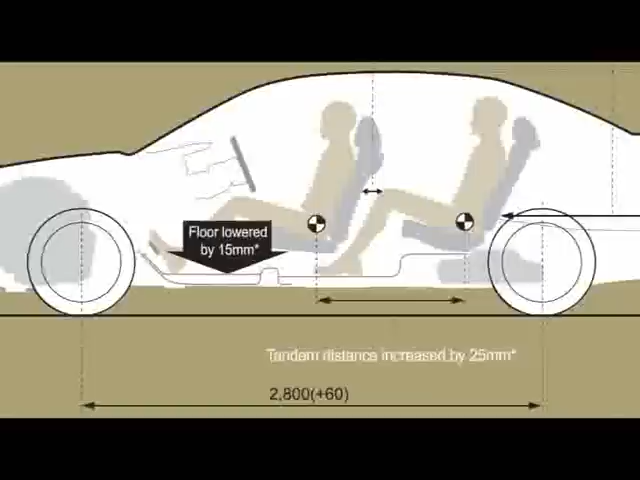 Floor lowered
by 15mm*
Tandem distance increased by 25mm*
2,800(+60)